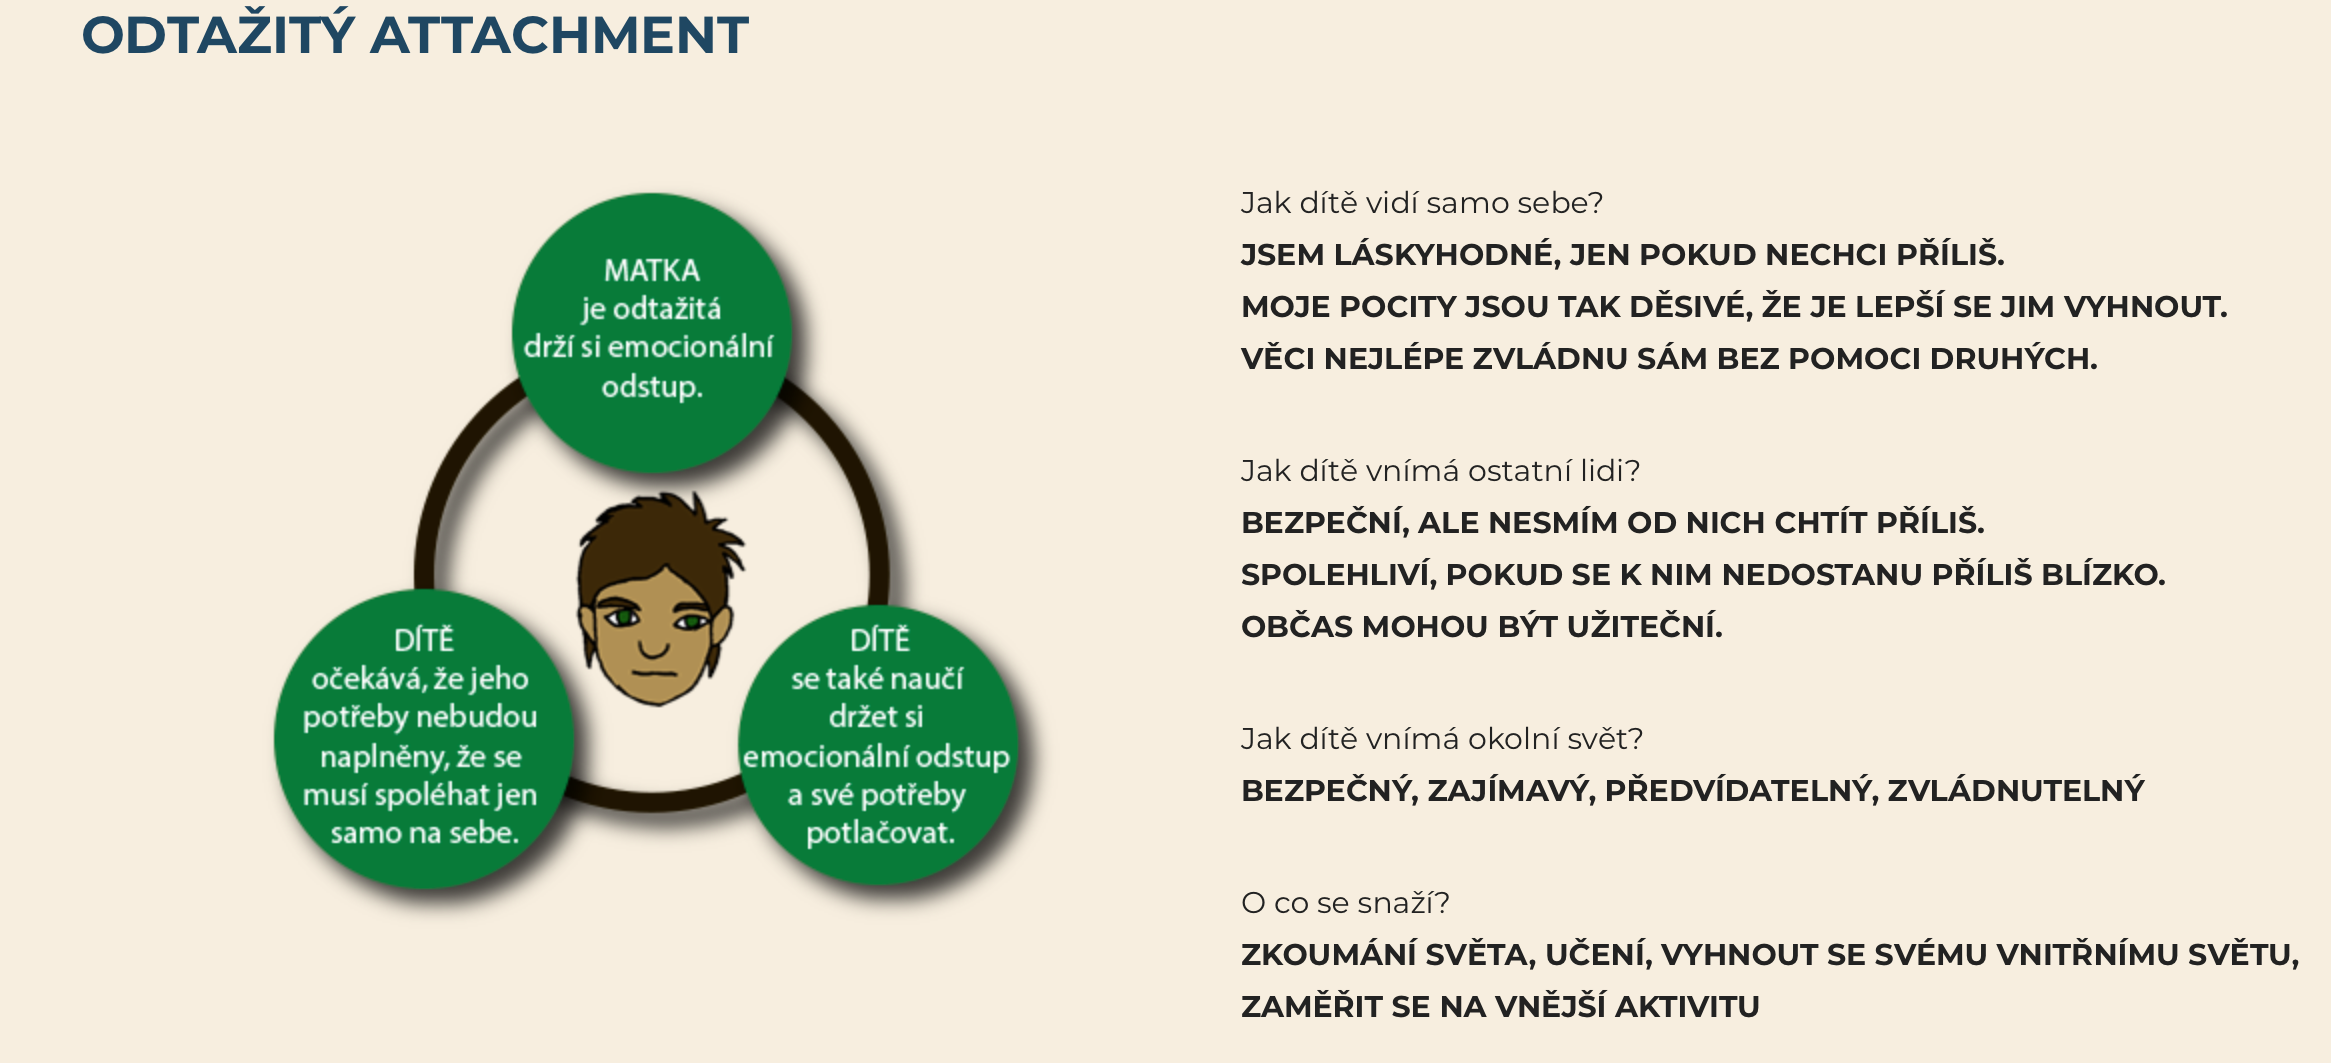 ODTAŽITÝ ATTACHMENT
MATKA
je odtažitá
drží si emocionální
odstup.
DÍTĚ
očekává, že jeho
potřeby nebudou
naplněny, že se
musí spoléhat jen
samo na sebe.
DÍTĚ
se také naučí
držet si
emocionální odstup
a své potřeby
potlačovat.
Jak dítě vidí samo sebe?
JSEM LÁSKYHODNÉ, JEN POKUD NECHCI PŘÍLIŠ.
MOJE POCITY JSOU TAK DĚSIVÉ, ŽE JE LEPŠÍ SE JIM VYHNOUT.
VĚCI NEJLÉPE ZVLÁDNU SÁM BEZ POMOCI DRUHÝCH.
Jak dítě vnímá ostatní lidi?
BEZPEČNÍ, ALE NESMÍM OD NICH CHTÍT PŘÍLIŠ.
SPOLEHLIVÍ, POKUD SE K NIM NEDOSTANU PŘÍLIŠ BLÍZKO.
OBČAS MOHOU BÝT UŽITEČNÍ.
Jak dítě vnímá okolní svět?
BEZPEČNÝ, ZAJÍMAVÝ, PŘEDVÍDATELNÝ, ZVLÁDNUTELNÝ
O co se snaží?
ZKOUMÁNÍ SVĚTA, UČENÍ, VYHNOUT SE SVÉMU VNITŘNÍMU SVĚTU,
ZAMĚŘIT SE NA VNĚJŠÍ AKTIVITU